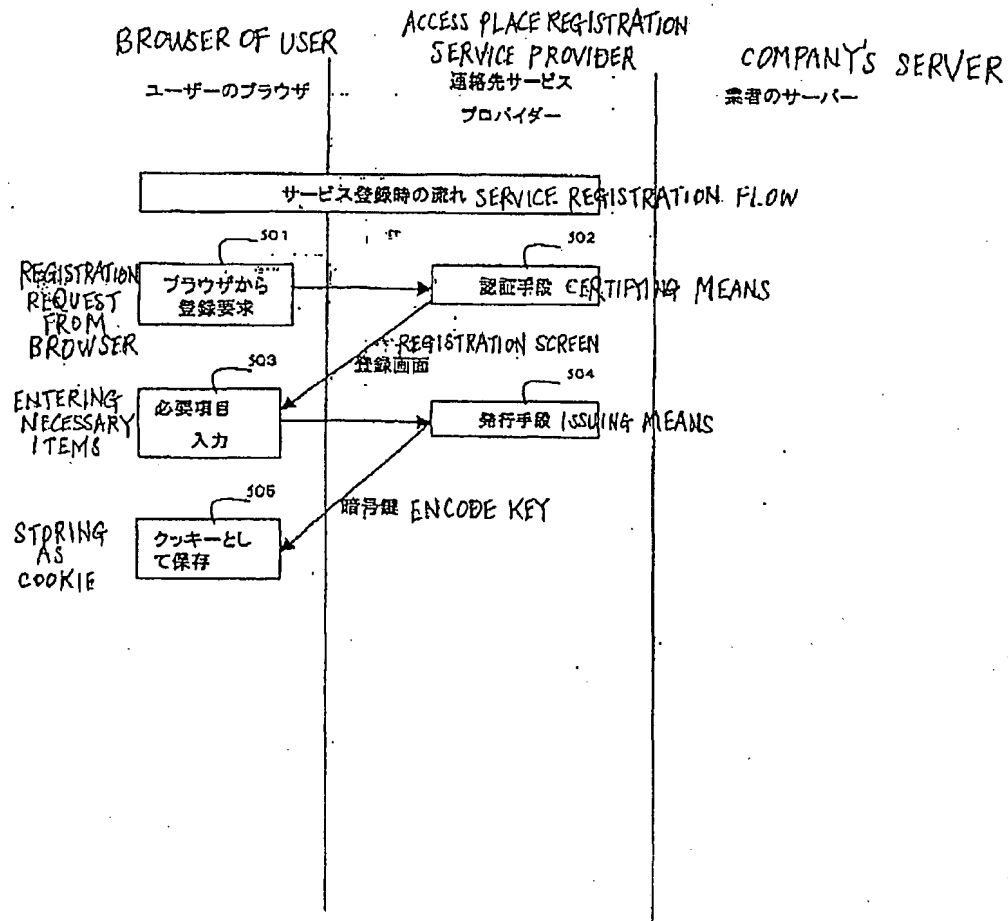 BROWSER OF USER
ユーザーのブラウザ
ACCESS PLACE REGISTRATION
SERVICE PROVIDER
連絡先サービス
プロバイダー
COMPANY'S SERVER
業者のサーバー
サービス登録時の流れ SERVICE REGISTRATION FLOW
501
REGISTRATION
REQUEST
FROM
BROWSER
ブラウザから
登録要求
502
認証手段 CERTIFYING MEANS
REGISTRATION SCREEN
登録画面
503
ENTERING
NECESSARY
ITEMS
必要項目
入力
504
発行手段 ISSUING MEANS
暗号鍵 ENCODE KEY
505
STORING
AS
COOKIE
クッキーとし
て保存